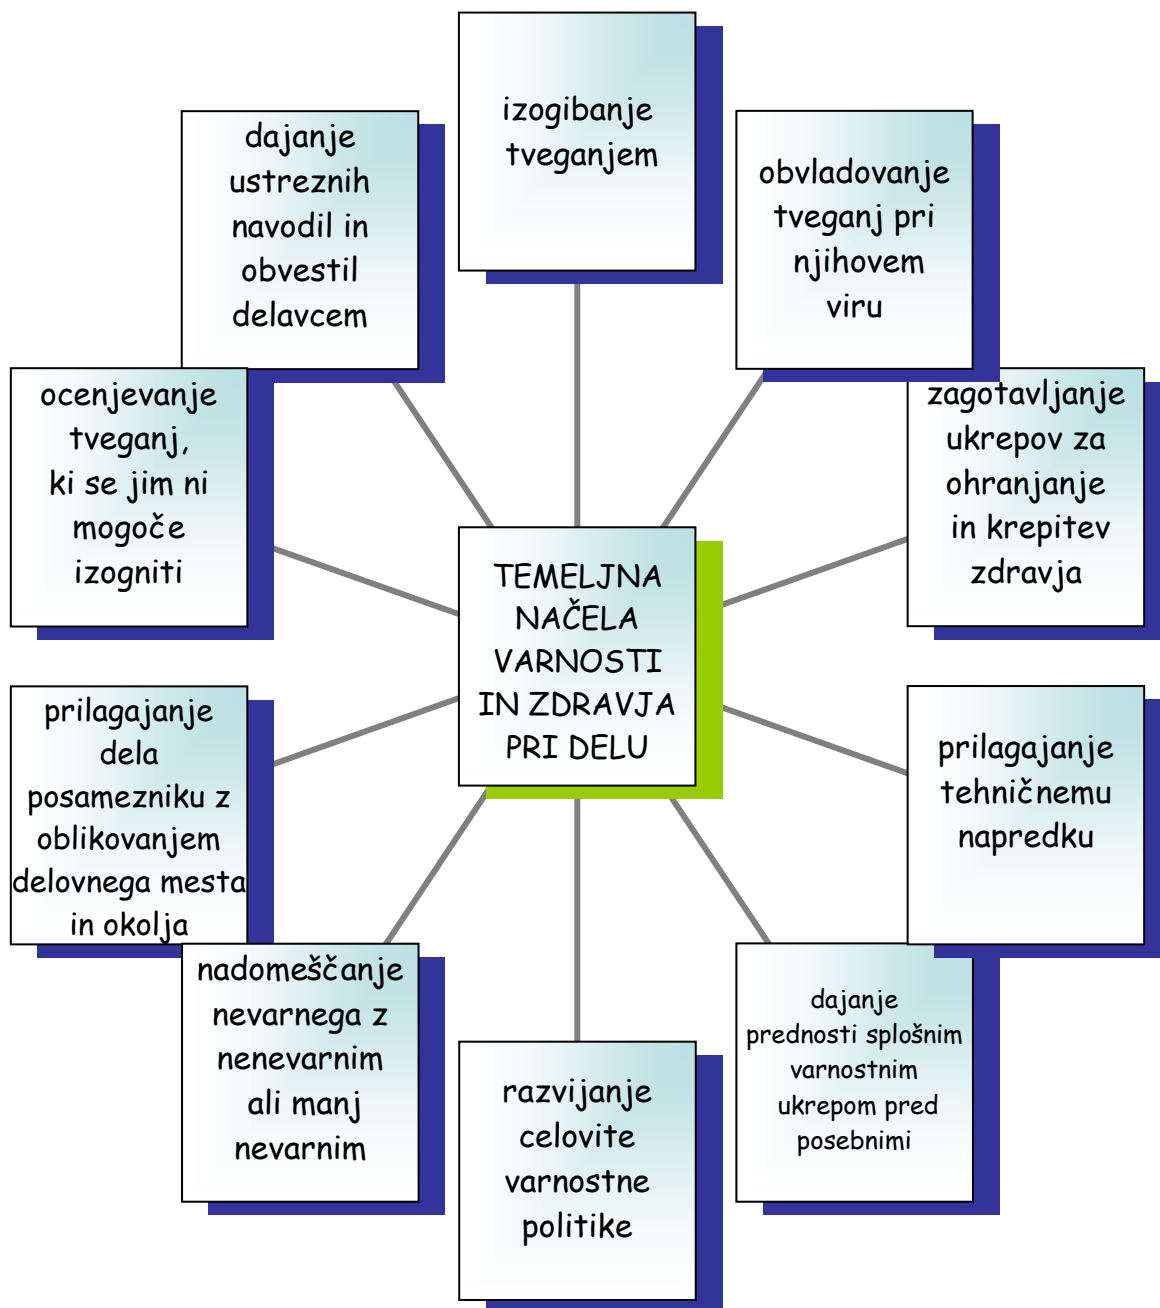 izogibanje
tveganjem
dajanje
ustreznih
navodil in
obvestil
delavcem
obvladovanje
tveganj pri
njihovem
viru
ocenjevanje
tveganj,
ki se jim ni
mogoče
izogniti
zagotavljanje
ukrepov za
ohranjanje
in krepitev
zdravja
TEMELJNA
NAČELA
VARNOSTI
IN ZDRAVJA
PRI DELU
prilagajanje
dela
posamezniku z
oblikovanjem
delovnega mesta
in okolja
prilagajanje
tehničnemu
napredku
nadomeščanje
nevarnega z
nenevarnim
ali manj
nevarnim
dajanje
prednosti splošnim
varnostnim
ukrepom pred
posebnimi
razvijanje
celovite
varnostne
politike